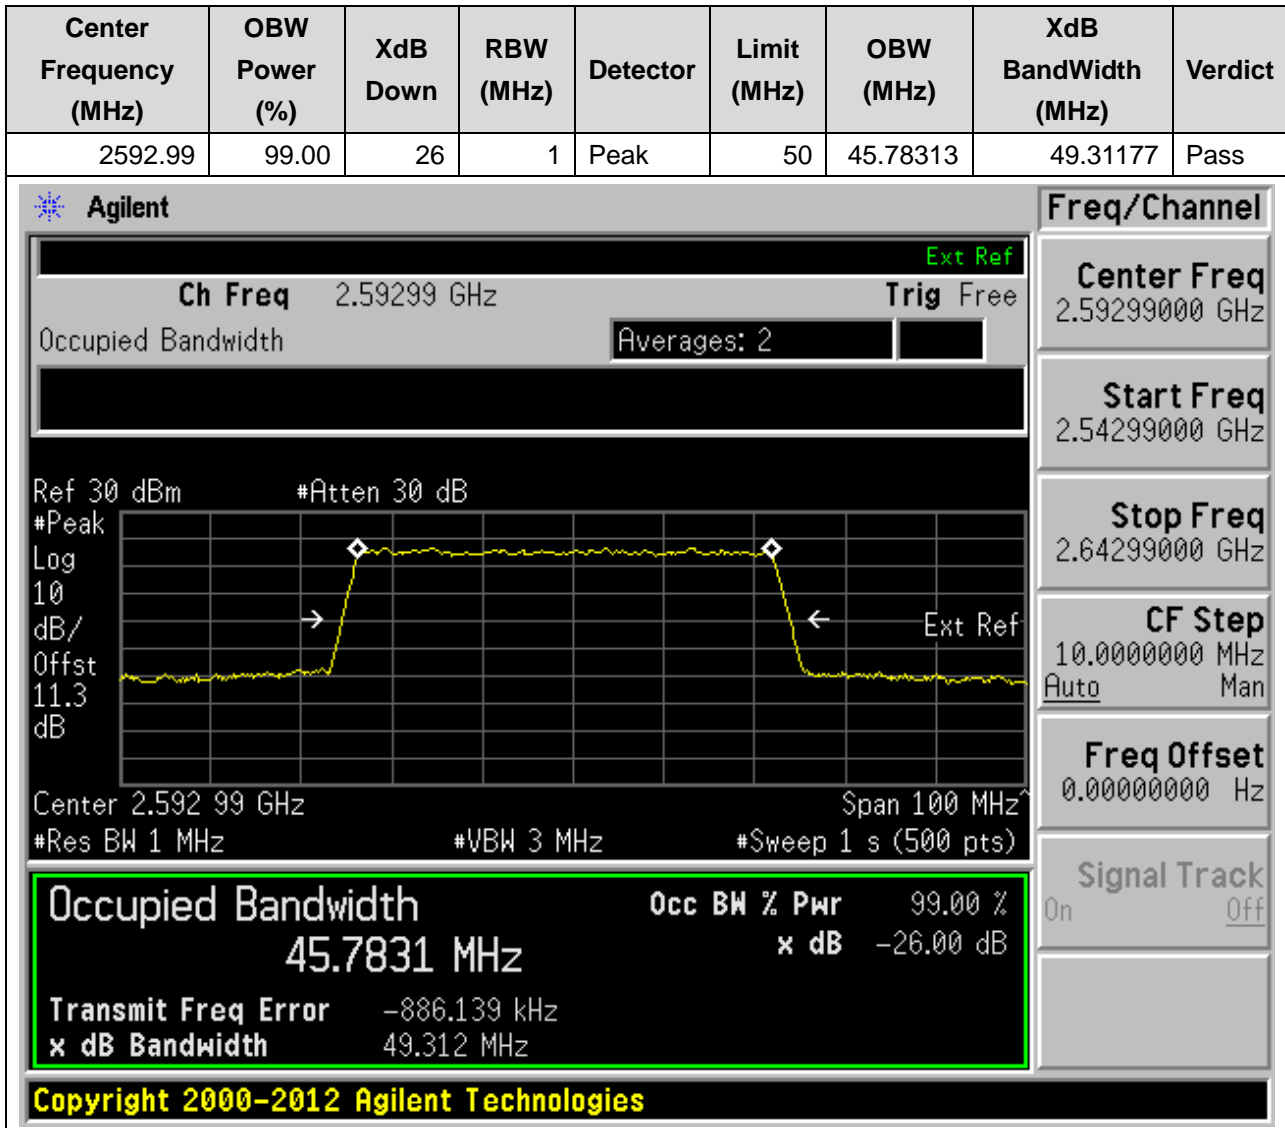 Center Frequency (MHz) OBW Power (%) XdB Down RBW (MHz) Detector Limit (MHz) OBW (MHz) XdB BandWidth (MHz) Verdict
2592.99 99.00 26 1 Peak 50 45.78313 49.31177 Pass
Agilent
Freq/Channel
Ext Ref
Ch Freq 2.59299 GHz Trig Free
Occupied Bandwidth Averages: 2
Ref 30 dBm #Atten 30 dB
#Peak
Log
10
dB/
Offst
11.3
dB
Ext Ref
Center 2.592 99 GHz Span 100 MHz^
#Res BW 1 MHz #VBW 3 MHz #Sweep 1 s (500 pts)
Occupied Bandwidth Occ BW % Pwr 99.00 %
45.7831 MHz x dB -26.00 dB
Transmit Freq Error -886.139 kHz
x dB Bandwidth 49.312 MHz
Center Freq
2.59299000 GHz
Start Freq
2.54299000 GHz
Stop Freq
2.64299000 GHz
CF Step
10.0000000 MHz
Auto Man
Freq Offset
0.00000000 Hz
Signal Track
On Off
Copyright 2000-2012 Agilent Technologies